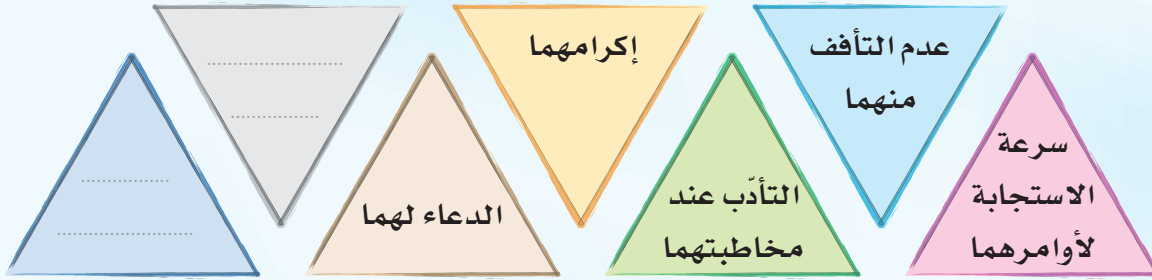 سرعة
الاستجابة
لأوامرهما
عدم التأفف
منهما
التأدّب عند
مخاطبتهما
إكرامهما
الدعاء لهما